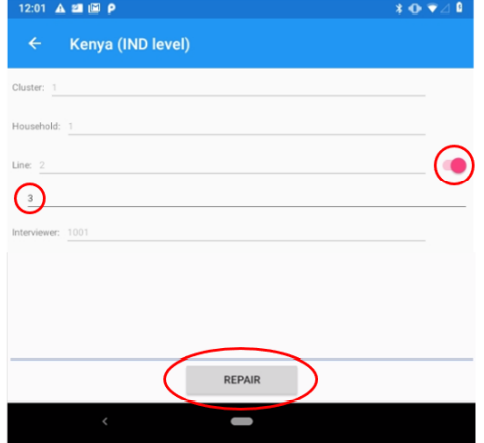 12:01
Kenya (IND level)
Cluster: 1
Household: 1
Line: 2
3
Interviewer: 1001
REPAIR